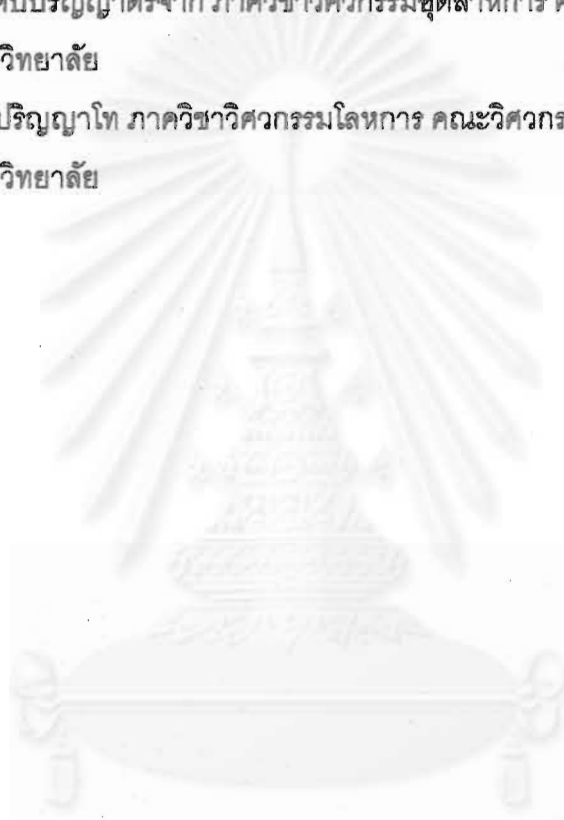 ภาควิชาวิศวกรรมอุตสาหการ
วิทยาลัย
ปริญญาโท ภาควิชาวิศวกรรมโลหการ คณะวิศวกร
วิทยาลัย